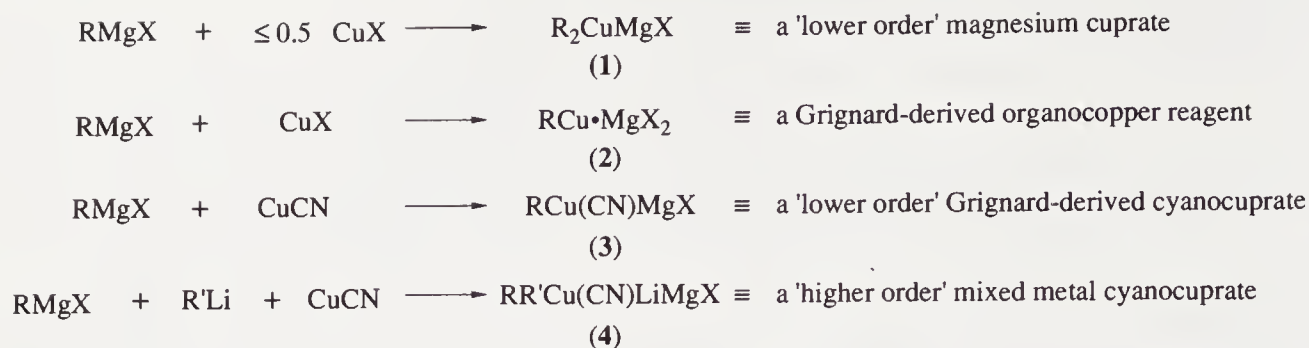 RMgX + ≤ 0.5 CuX ⟶ R₂CuMgX ≡ a 'lower order' magnesium cuprate
(1)
RMgX + CuX ⟶ RCu•MgX₂ ≡ a Grignard-derived organocopper reagent
(2)
RMgX + CuCN ⟶ RCu(CN)MgX ≡ a 'lower order' Grignard-derived cyanocuprate
(3)
RMgX + R'Li + CuCN ⟶ RR'Cu(CN)LiMgX ≡ a 'higher order' mixed metal cyanocuprate
(4)